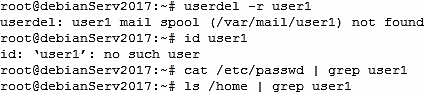 root@debianServ2017:~# userdel -r user1
userdel: user1 mail spool (/var/mail/user1) not found
root@debianServ2017:~# id user1
id: ‘user1’: no such user
root@debianServ2017:~# cat /etc/passwd | grep user1
root@debianServ2017:~# ls /home | grep user1